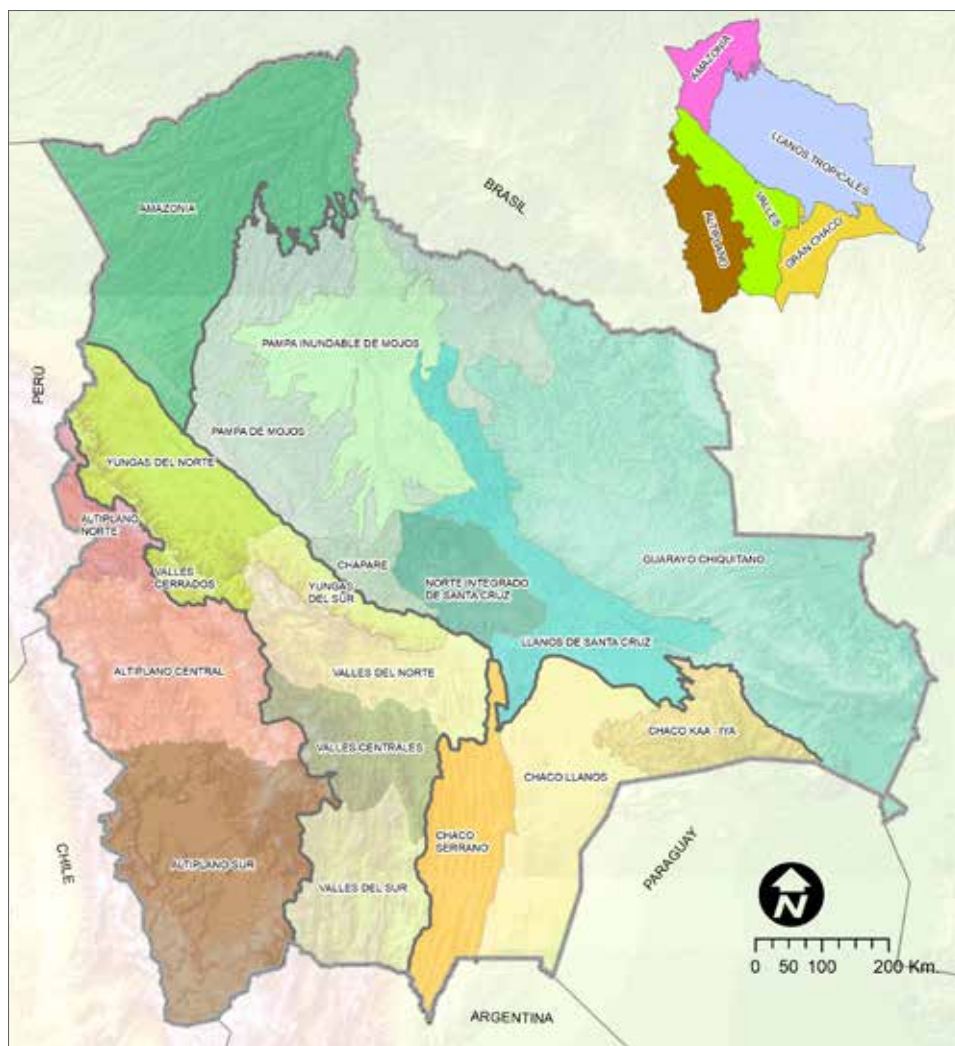 AMAZONIA
LLANOS TROPICALES
VALLES
ALTIPLANO
GRAN CHACO
BRASIL
AMAZONIA
PAMPA INUNDABLE DE MOJOS
PERÚ
PAMPA DE MOJOS
YUNGAS DEL NORTE
ALTIPLANO
NORTE
VALLES
CERRADOS
CHAPARE
YUNGAS
DEL SUR
NORTE INTEGRADO
DE SANTA CRUZ
GUARAYO CHIQUITANO
LLANOS DE SANTA CRUZ
ALTIPLANO CENTRAL
VALLES DEL NORTE
CHACO KAA - IYA
VALLES CENTRALES
CHACO LLANOS
CHACO
SERRANO
CHILE
ALTIPLANO SUR
VALLES DEL SUR
PARAGUAY
N
0 50 100 200 Km.
ARGENTINA